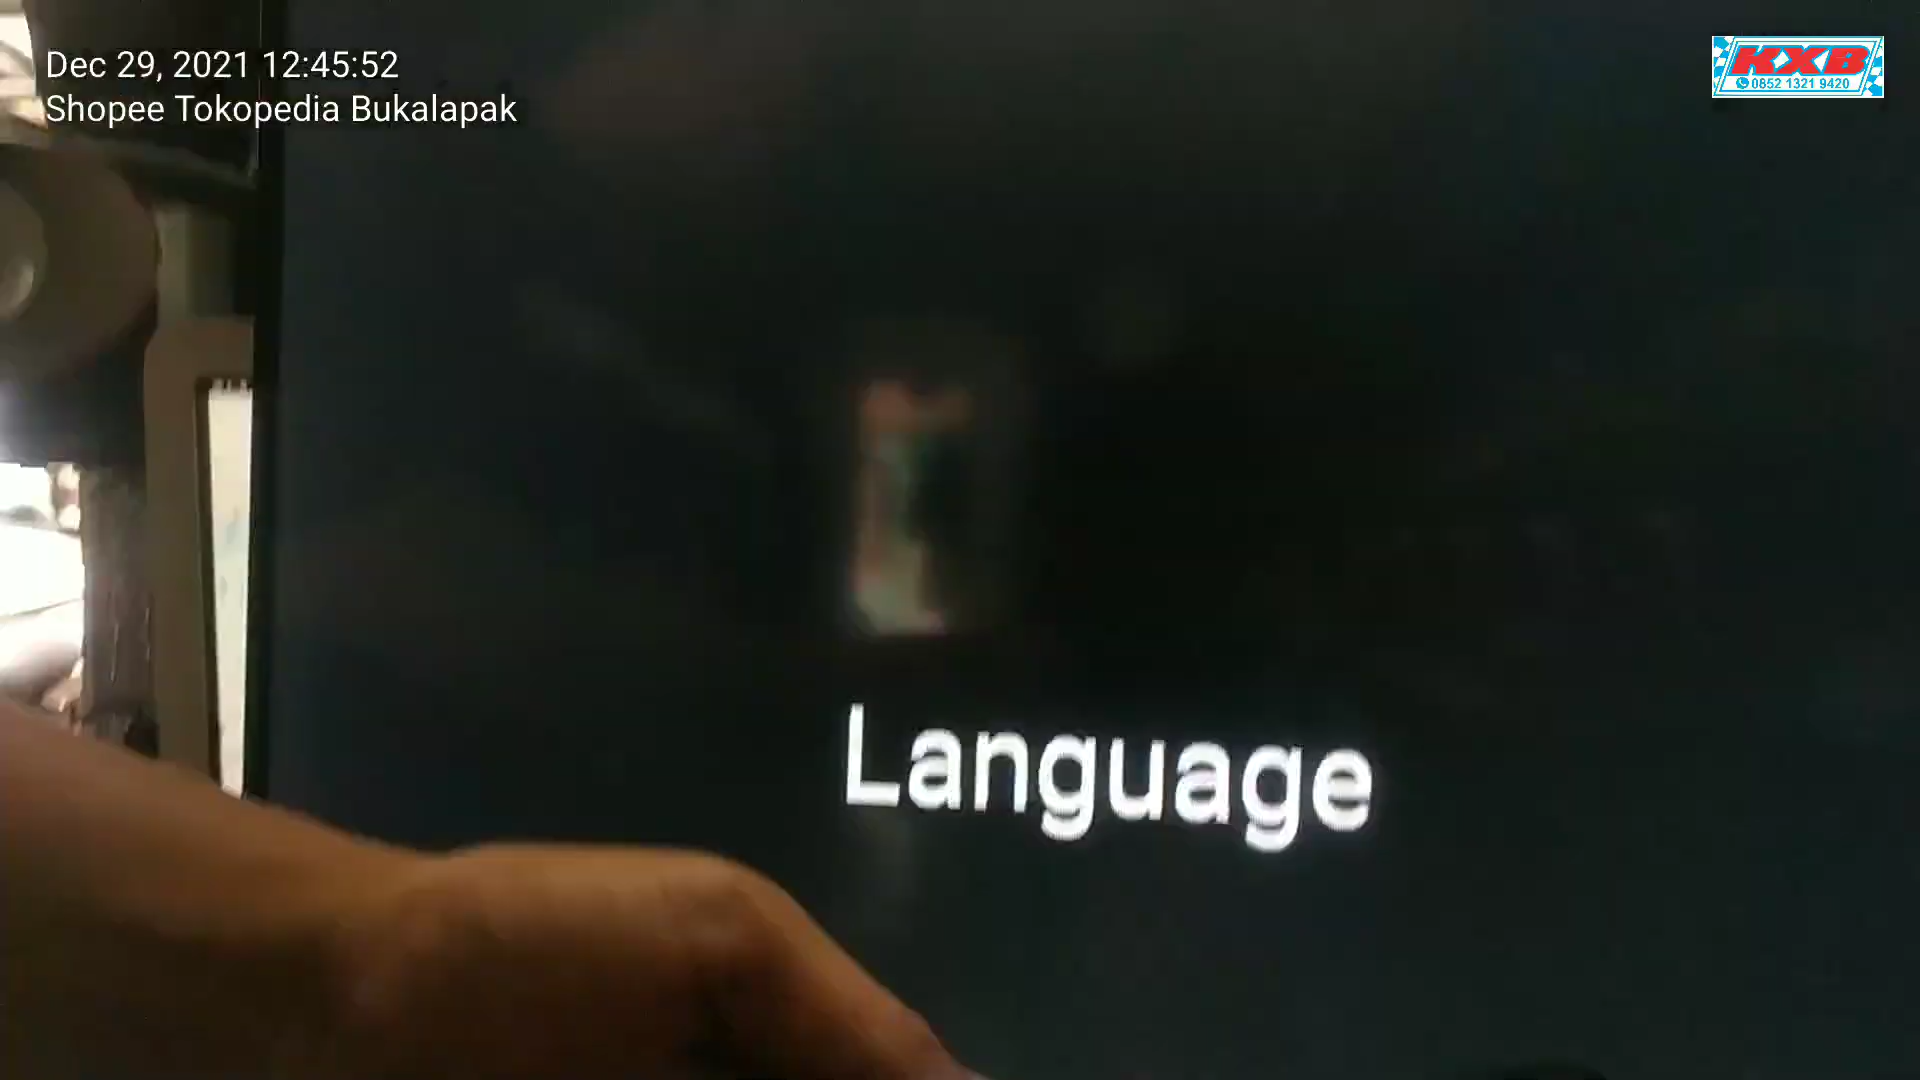 Dec 29, 2021 12:45:52
Shopee Tokopedia Bukalapak
KXB
0852 1321 9420
Language